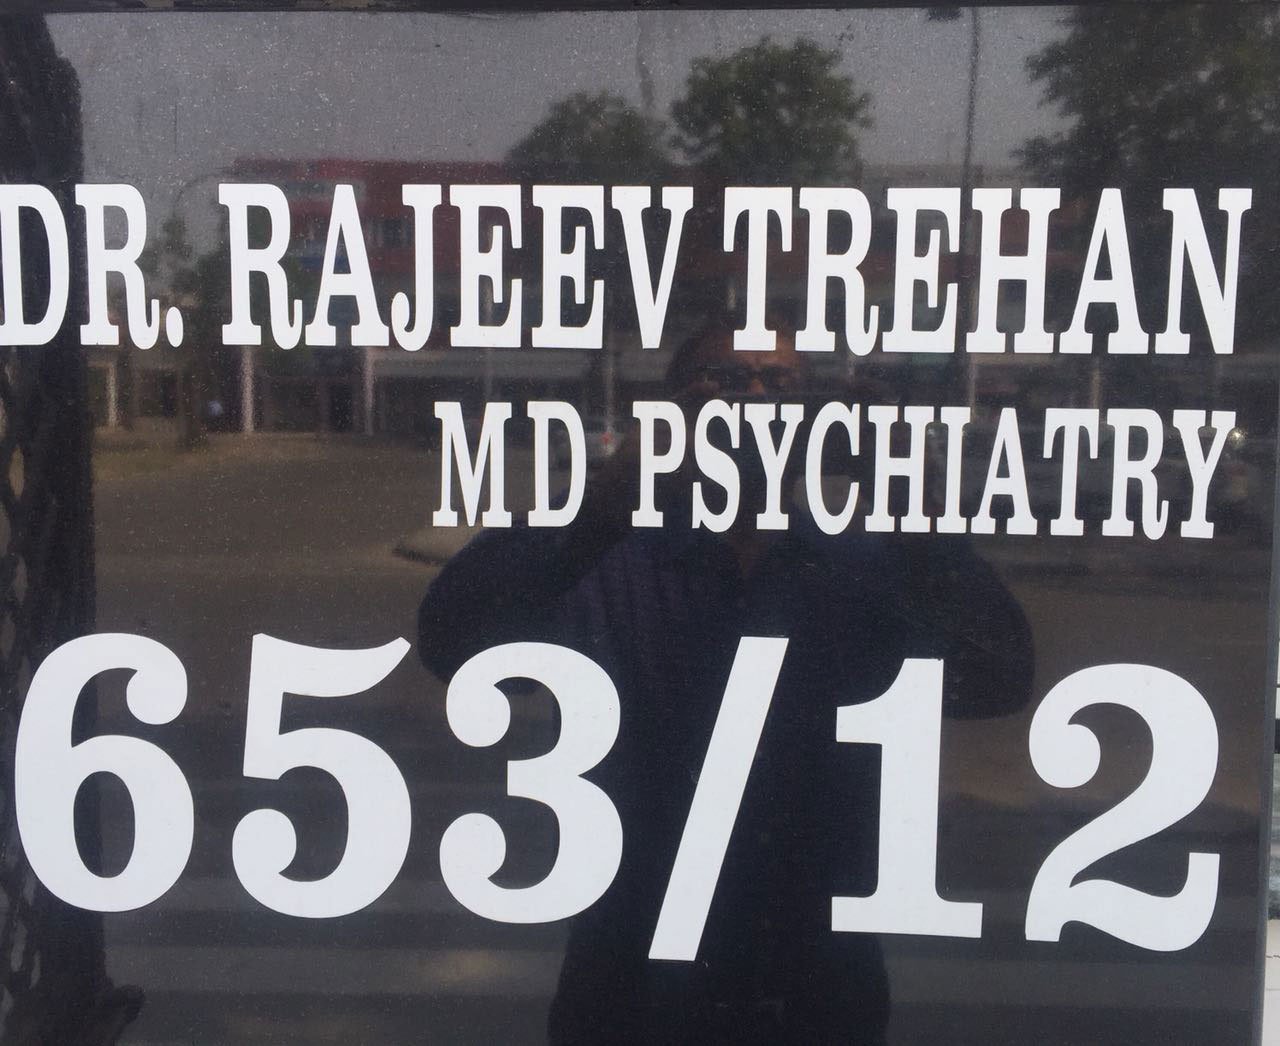 DR. RAJEEV TREHAN
MD PSYCHIATRY
653/12